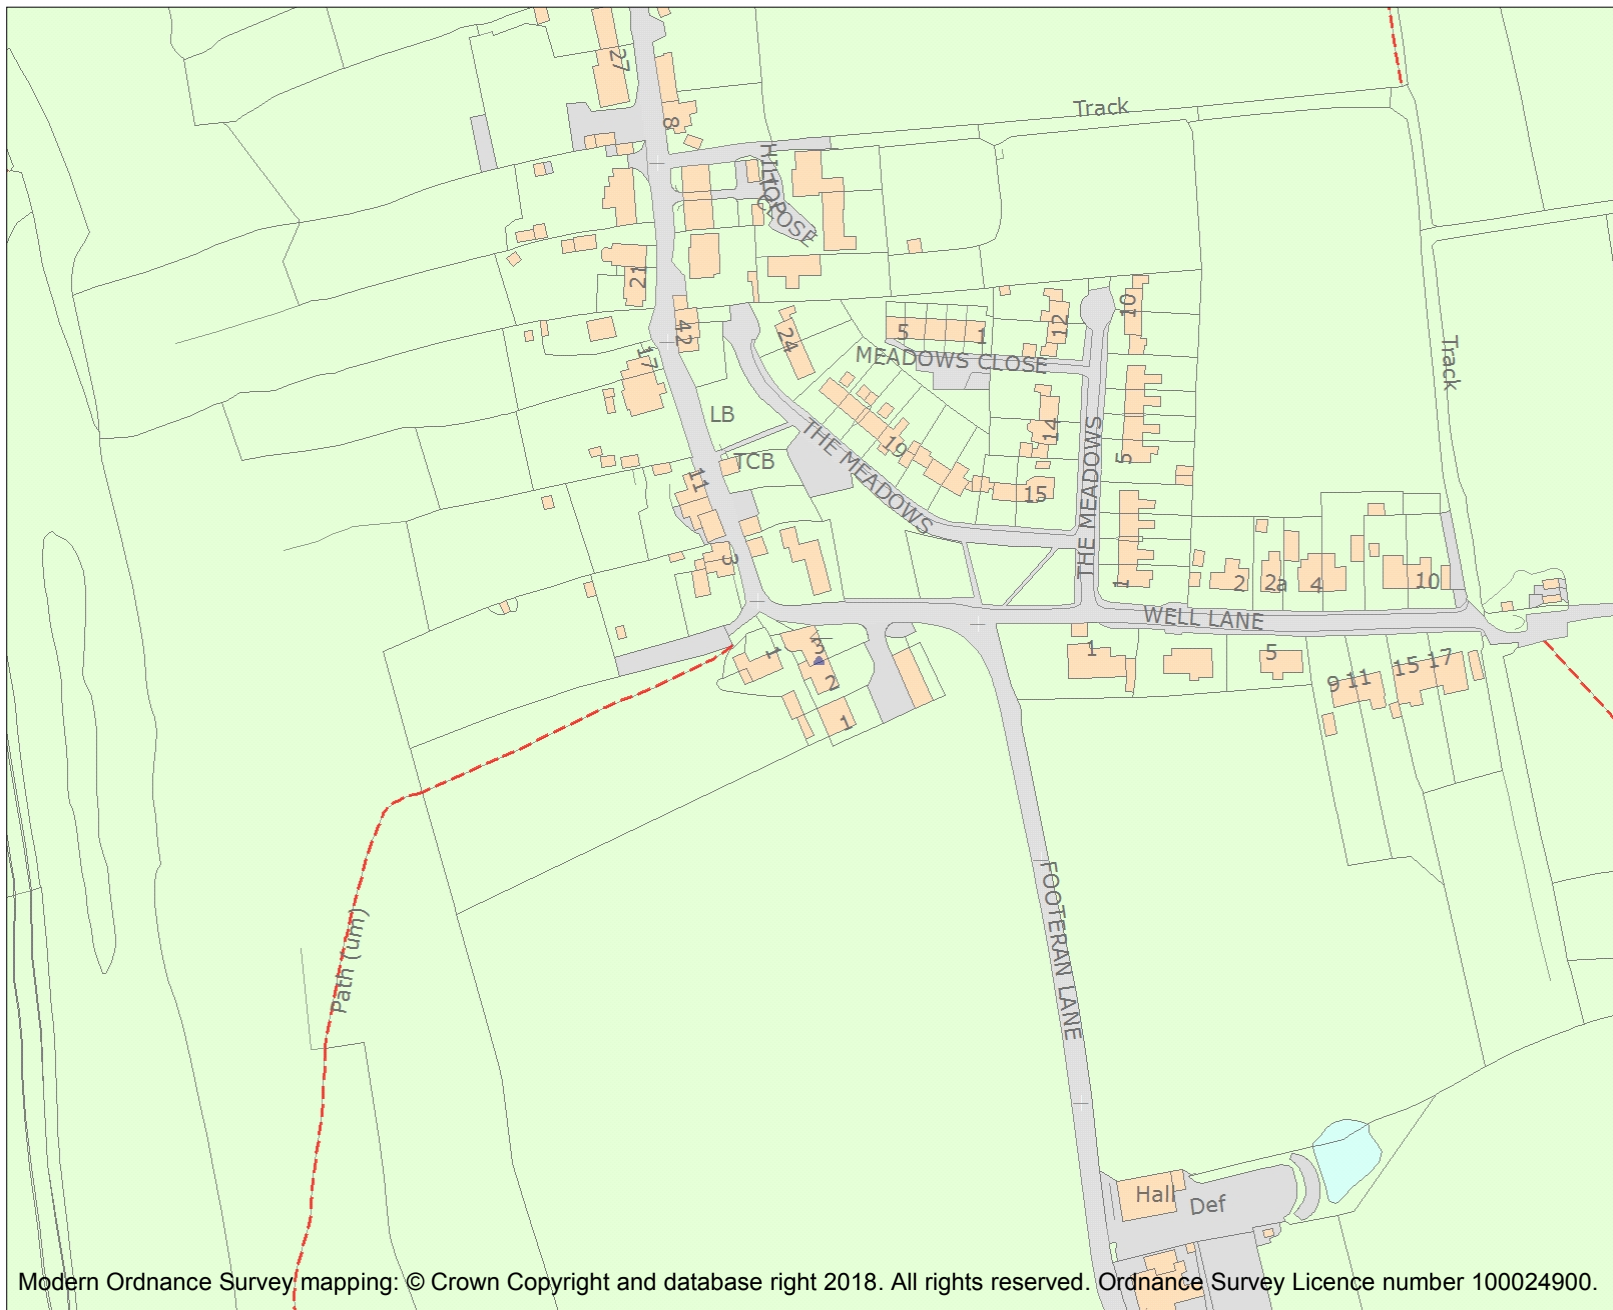 27
8
Track
HILTOP
CLOSE
21
42
24
5
1
12
10
MEADOWS CLOSE
17
Track
LB
THE MEADOWS
19
14
THE MEADOWS
5
TCB
11
15
3
1
2
2a
4
10
WELL LANE
1
3
2
1
1
5
9
11
15
17
FOOTERAN LANE
Path (um)
Hall
Def
Modern Ordnance Survey mapping: © Crown Copyright and database right 2018. All rights reserved. Ordnance Survey Licence number 100024900.